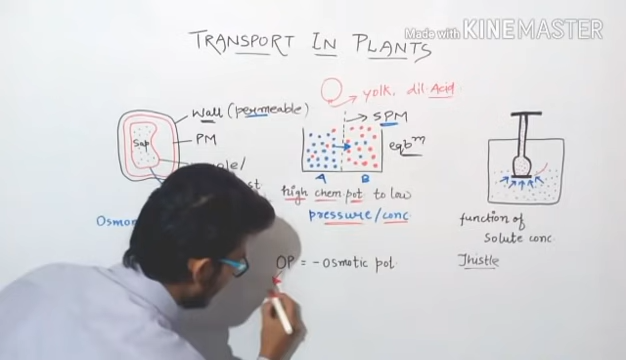 Made with KINEMASTER
TRANSPORT IN PLANTS
yolk, dil. Acid.
Wall (permeable)
SPM
PM
Sap
eqbᵐ
A B
high chem. pot to low
pressure/conc
function of
Solute conc.
Thistle
OP = - osmotic pot.